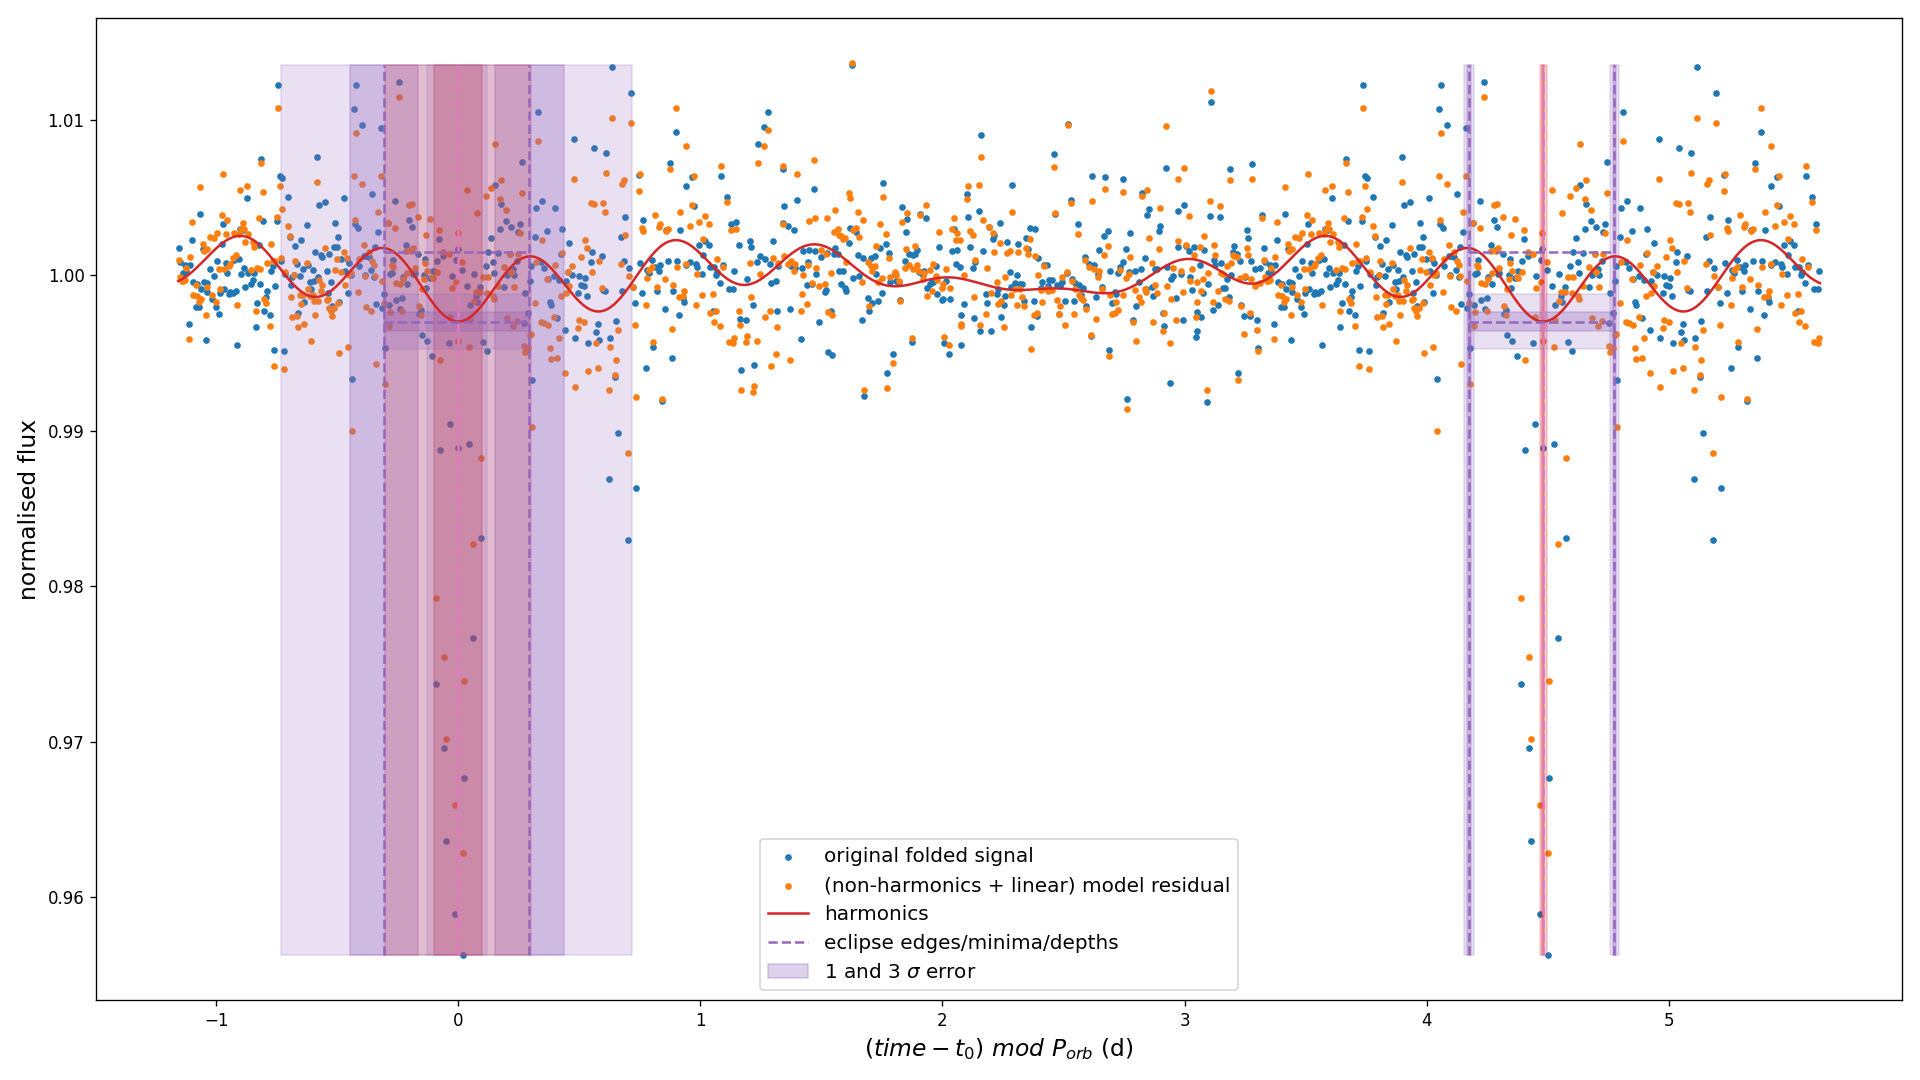 normalised flux
1.01
1.00
0.99
0.98
0.97
0.96
original folded signal
(non-harmonics + linear) model residual
harmonics
eclipse edges/minima/depths
1 and 3 σ error
−1 0 1 2 3 4 5
(time − t₀) mod P_orb (d)